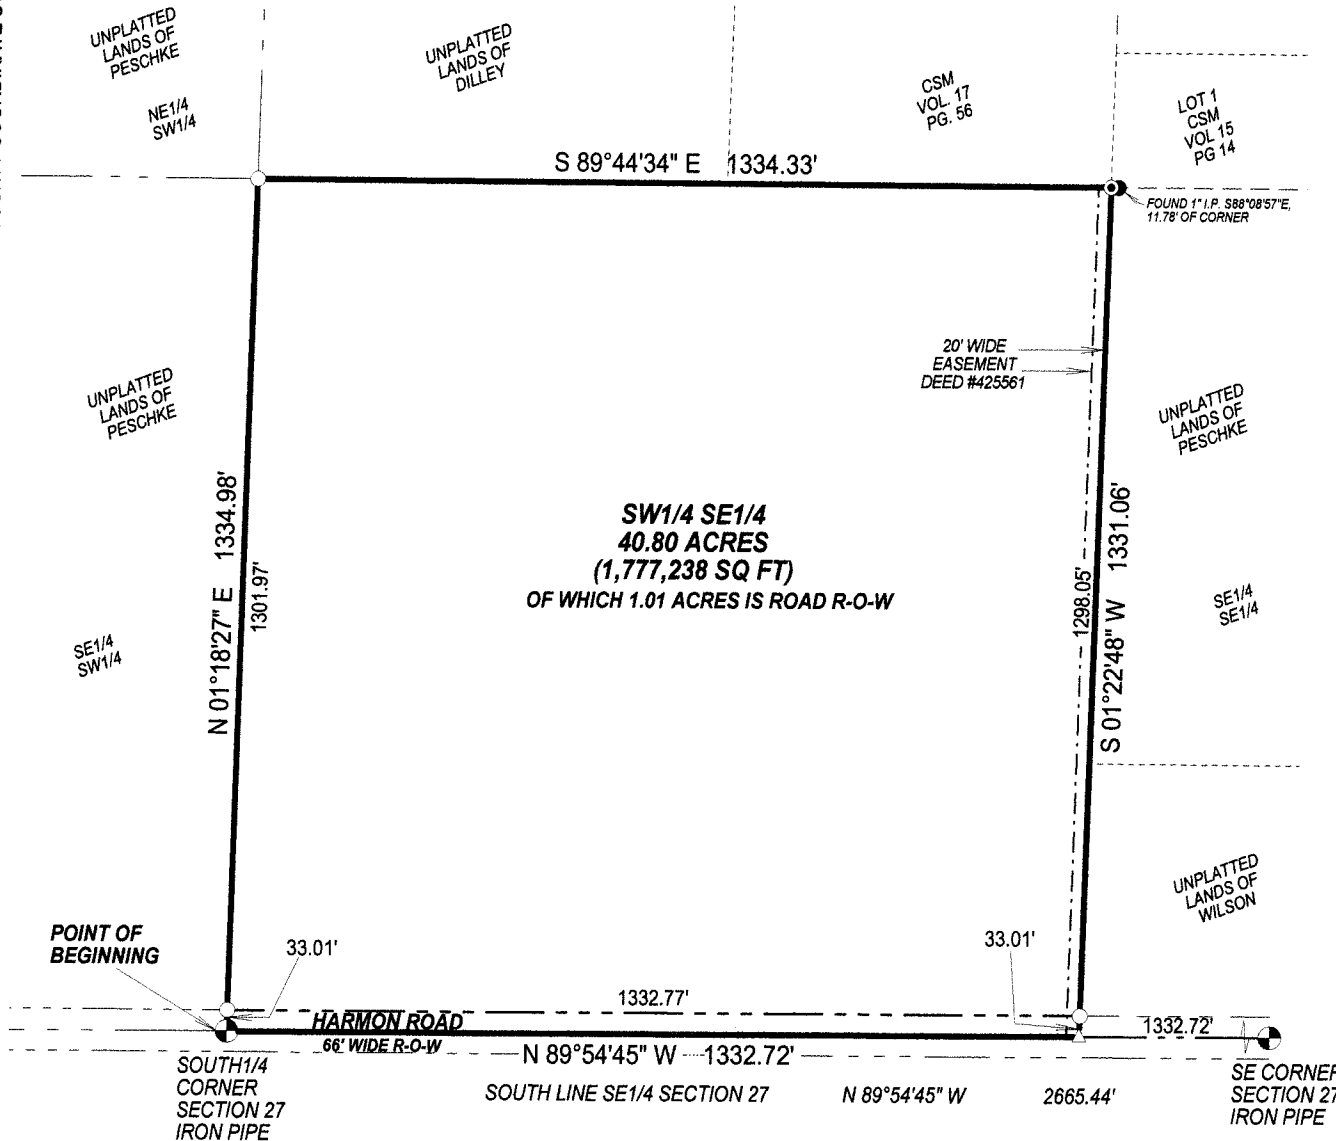 UNPLATTED
LANDS OF
PESCHKE
NE1/4
SW1/4
UNPLATTED
LANDS OF
DILLEY
CSM
VOL. 17
PG. 56
LOT 1
CSM
VOL 15
PG 14
S 89°44'34" E 1334.33'
FOUND 1" I.P. S88°08'57"E,
11.78' OF CORNER
20' WIDE
EASEMENT
DEED #425561
UNPLATTED
LANDS OF
PESCHKE
UNPLATTED
LANDS OF
PESCHKE
N 01°18'27" E 1334.98'
1301.97'
SW1/4 SE1/4
40.80 ACRES
(1,777,238 SQ FT)
OF WHICH 1.01 ACRES IS ROAD R-O-W
1298.05'
S 01°22'48" W 1331.06'
SE1/4
SE1/4
SE1/4
SW1/4
UNPLATTED
LANDS OF
WILSON
POINT OF
BEGINNING
33.01'
33.01'
1332.77'
HARMON ROAD
66' WIDE R-O-W
N 89°54'45" W 1332.72'
1332.72'
SOUTH1/4
CORNER
SECTION 27
IRON PIPE
SOUTH LINE SE1/4 SECTION 27 N 89°54'45" W 2665.44'
SE CORNER
SECTION 27
IRON PIPE